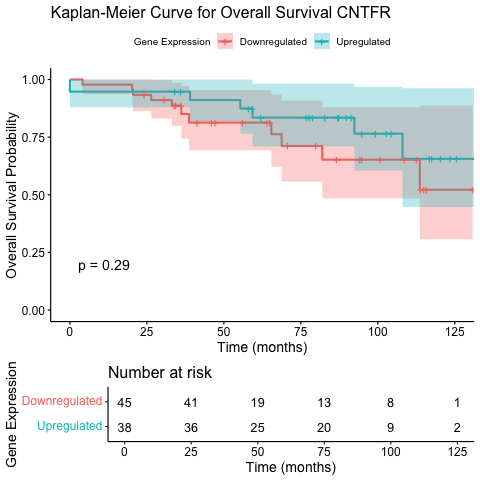 Kaplan-Meier Curve for Overall Survival CNTFR
Gene Expression Downregulated Upregulated
Overall Survival Probability
1.00
0.75
0.50
0.25
0.00
p = 0.29
0 25 50 75 100 125
Time (months)
Number at risk
Gene Expression
Downregulated 45 41 19 13 8 1
Upregulated 38 36 25 20 9 2
0 25 50 75 100 125
Time (months)